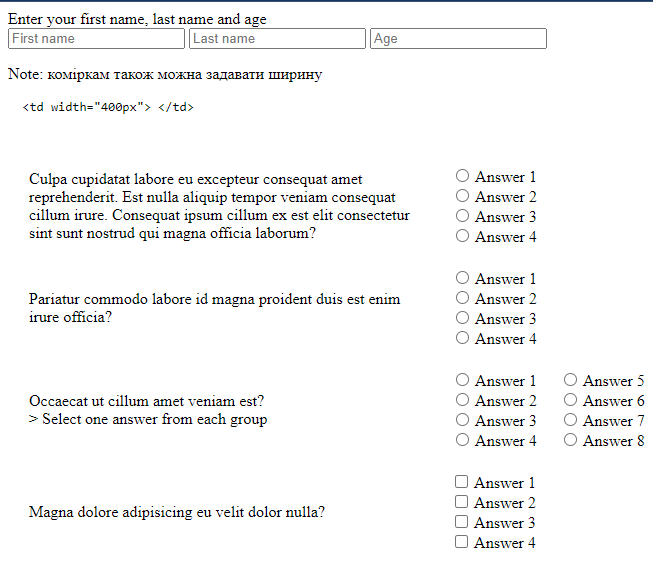 Enter your first name, last name and age
First name Last name Age
Note: коміркам також можна задавати ширину
<td width="400px"> </td>
Culpa cupidatat labore eu excepteur consequat amet
reprehenderit. Est nulla aliquip tempor veniam consequat
cillum irure. Consequat ipsum cillum ex est elit consectetur
sint sunt nostrud qui magna officia laborum?
Answer 1
Answer 2
Answer 3
Answer 4
Pariatur commodo labore id magna proident duis est enim
irure officia?
Answer 1
Answer 2
Answer 3
Answer 4
Occaecat ut cillum amet veniam est?
> Select one answer from each group
Answer 1
Answer 2
Answer 3
Answer 4
Answer 5
Answer 6
Answer 7
Answer 8
Magna dolore adipisicing eu velit dolor nulla?
Answer 1
Answer 2
Answer 3
Answer 4